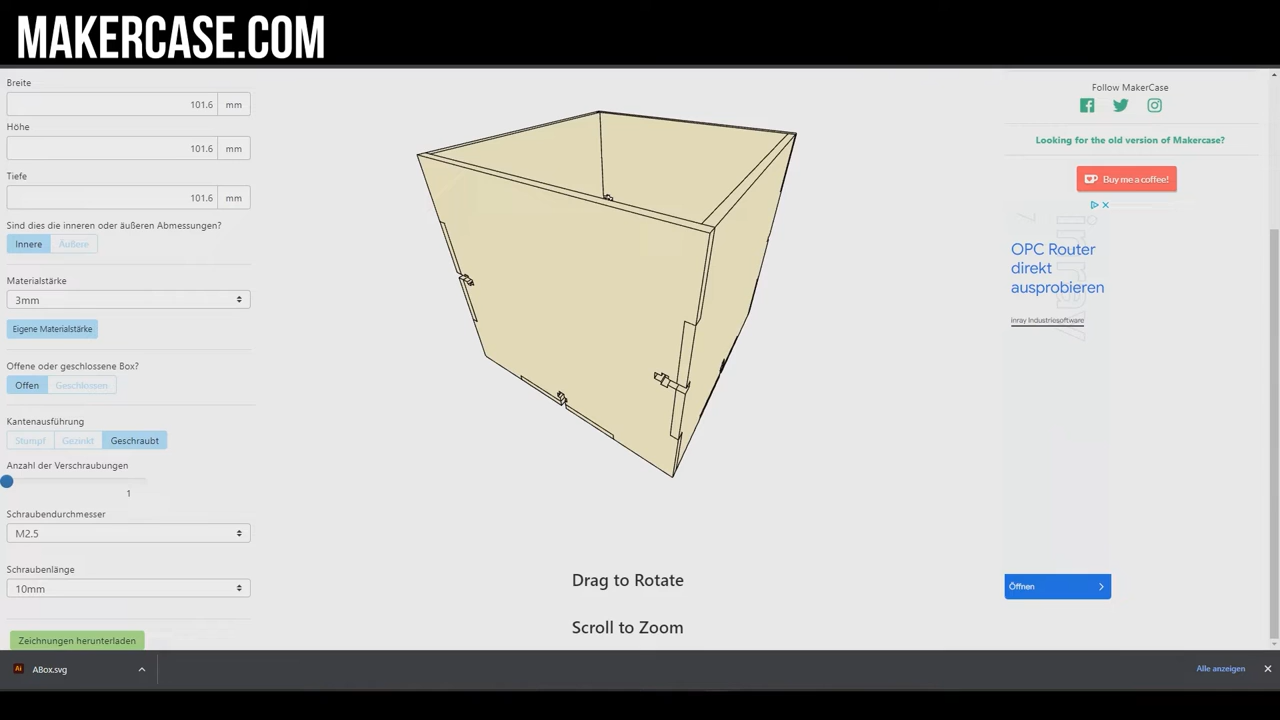 MAKERCASE.COM
Breite
101.6 mm
Höhe
101.6 mm
Tiefe
101.6 mm
Sind dies die inneren oder äußeren Abmessungen?
Innere Äußere
Materialstärke
3mm
Eigene Materialstärke
Offene oder geschlossene Box?
Offen Geschlossen
Kantenausführung
Stumpf Gezinkt Geschraubt
Anzahl der Verschraubungen
1
Schraubendurchmesser
M2.5
Schraubenlänge
10mm
Zeichnungen herunterladen
Drag to Rotate
Scroll to Zoom
Follow MakerCase
Looking for the old version of Makercase?
Buy me a coffee!
inray
OPC Router
direkt
ausprobieren
inray Industriesoftware
Öffnen
Ai ABox.svg
Alle anzeigen